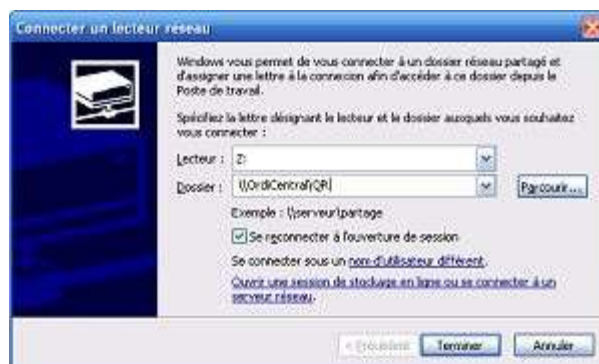 Connecter un lecteur réseau
Windows vous permet de vous connecter à un dossier réseau partagé et
d'assigner une lettre à la connexion afin d'accéder à ce dossier depuis le
Poste de travail.
Spécifiez la lettre désignant le lecteur et le dossier auxquels vous souhaitez
vous connecter :
Lecteur : Z:
Dossier : \\OrdiCentral\QR
Parcourir...
Exemple : \\serveur\partage
Se reconnecter à l'ouverture de session
Se connecter sous un nom d'utilisateur différent.
Ouvrir une session de stockage en ligne ou se connecter à un
serveur réseau.
< Précédent Terminer Annuler